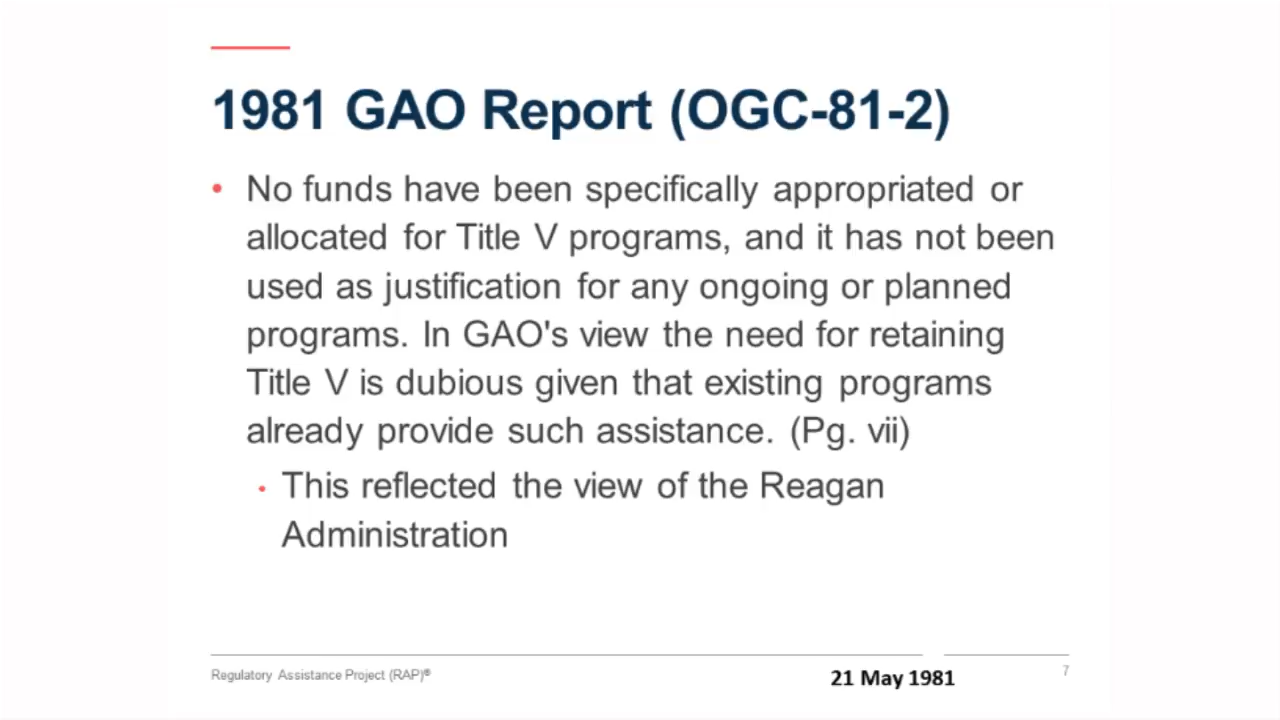 1981 GAO Report (OGC-81-2)
• No funds have been specifically appropriated or
allocated for Title V programs, and it has not been
used as justification for any ongoing or planned
programs. In GAO's view the need for retaining
Title V is dubious given that existing programs
already provide such assistance. (Pg. vii)
• This reflected the view of the Reagan
Administration
Regulatory Assistance Project (RAP)®
21 May 1981
7